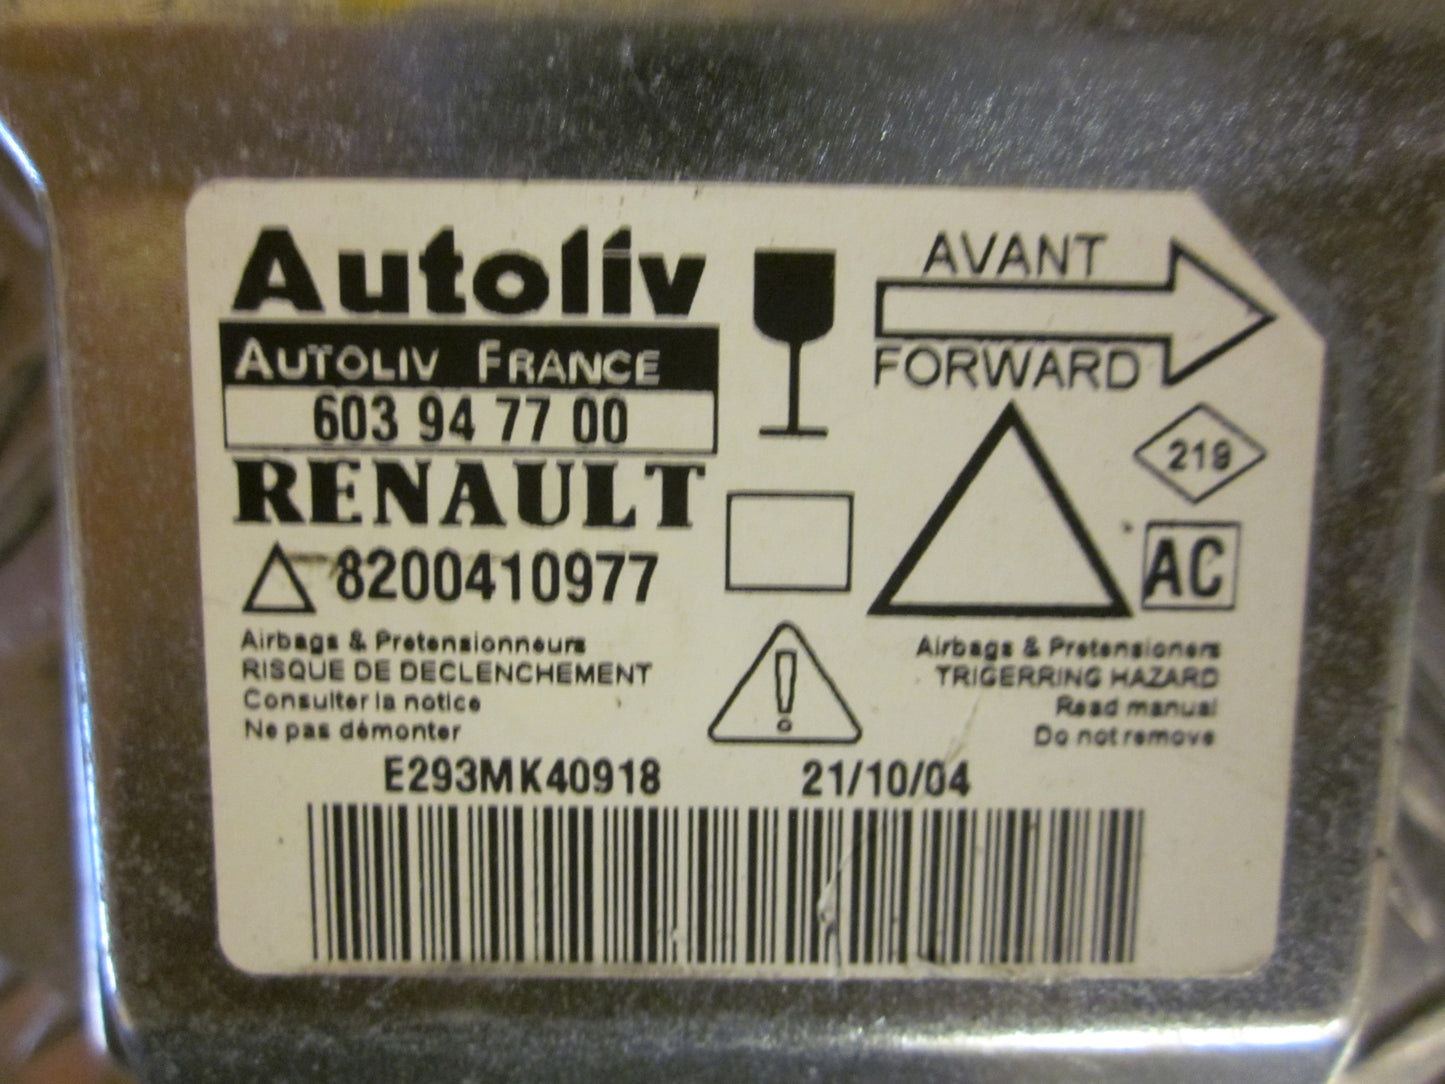 Autoliv
AUTOLIV FRANCE
603 94 77 00
RENAULT
8200410977
AVANT
FORWARD
219
AC
Airbags & Pretensionneurs
RISQUE DE DECLENCHEMENT
Consulter la notice
Ne pas démonter
!
Airbags & Pretensioners
TRIGERRING HAZARD
Read manual
Do not remove
E293MK40918 21/10/04